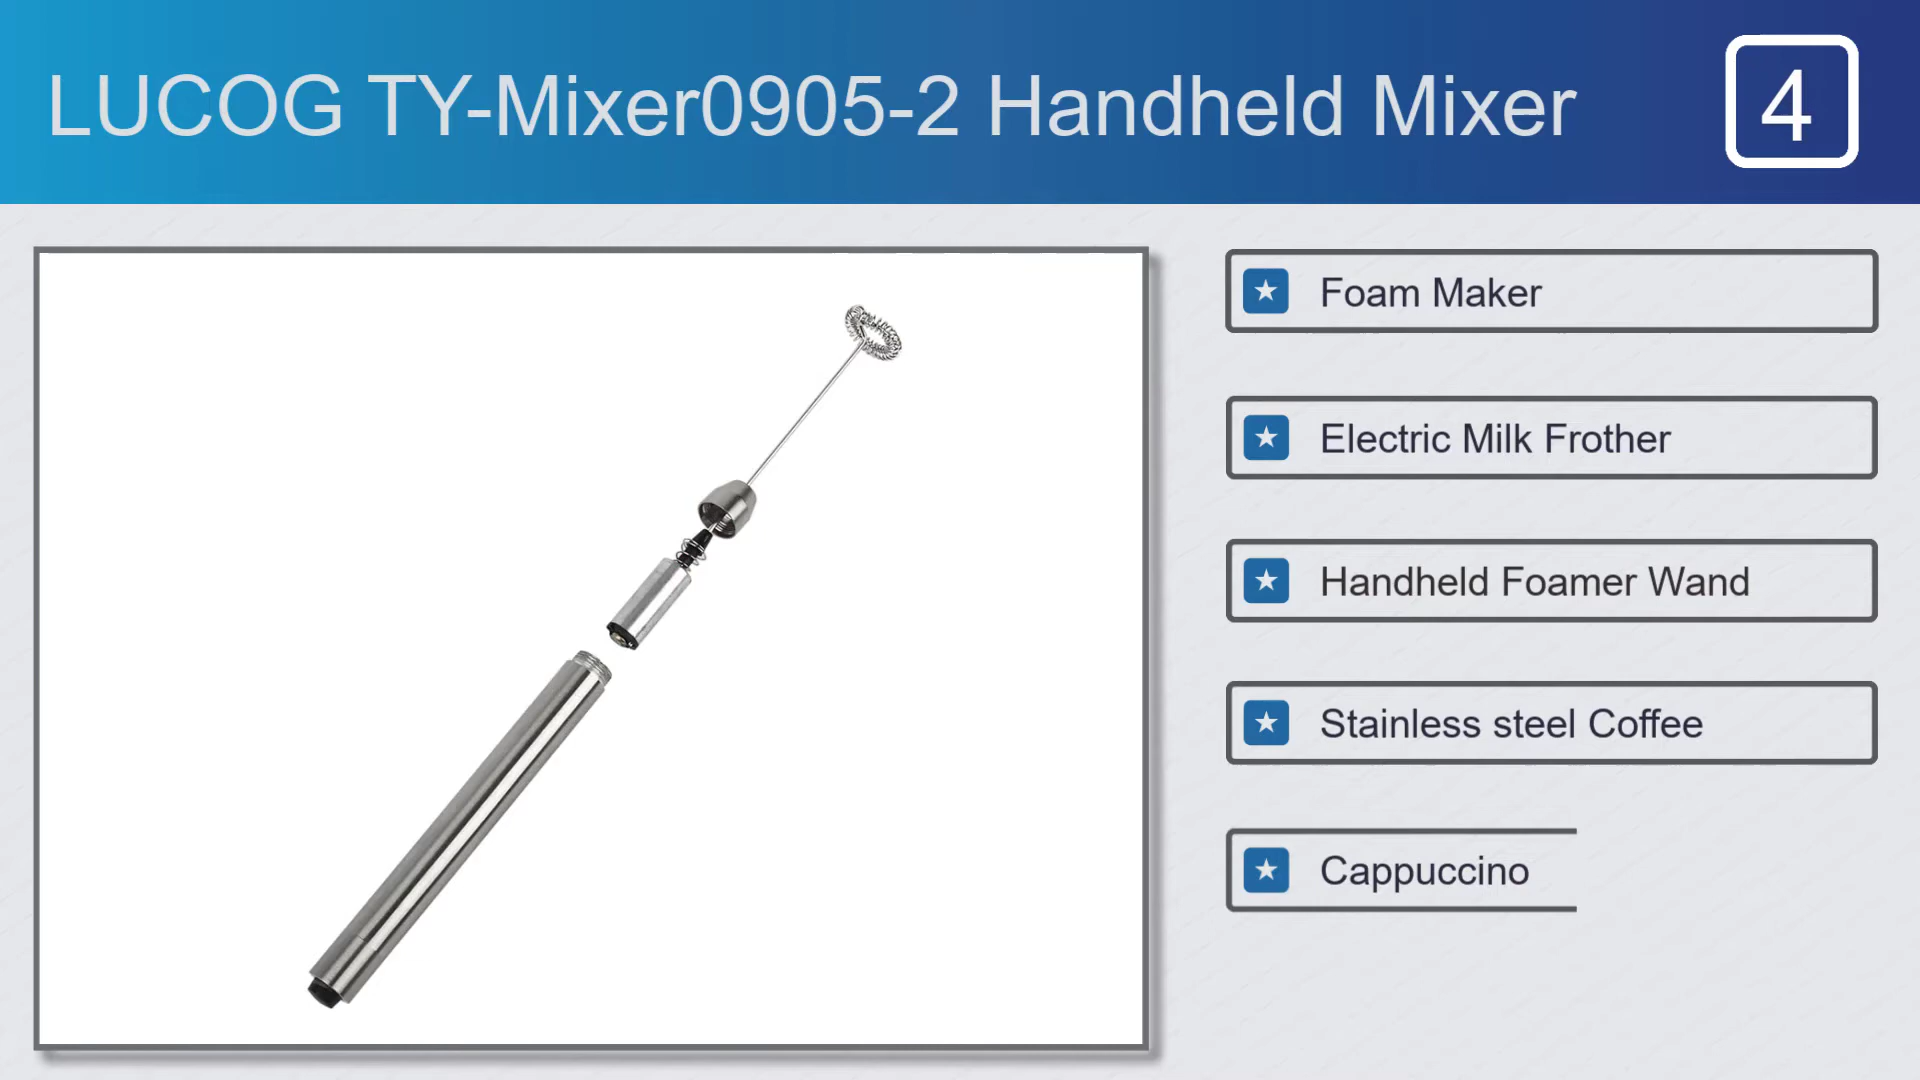 LUCOG TY-Mixer0905-2 Handheld Mixer
4
Foam Maker
Electric Milk Frother
Handheld Foamer Wand
Stainless steel Coffee
Cappuccino